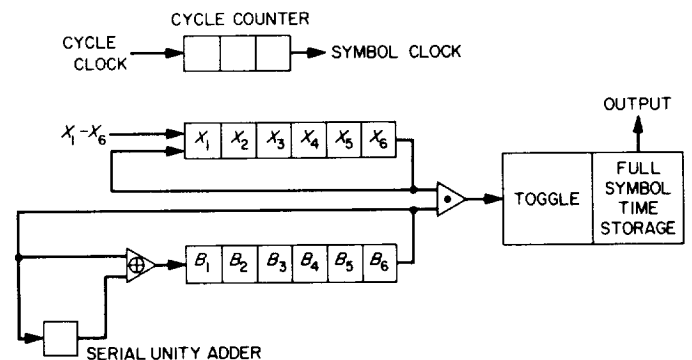 CYCLE COUNTER
CYCLE
CLOCK
SYMBOL CLOCK
OUTPUT
X₁-X₆
X₁ X₂ X₃ X₄ X₅ X₆
TOGGLE
FULL
SYMBOL
TIME
STORAGE
B₁ B₂ B₃ B₄ B₅ B₆
SERIAL UNITY ADDER